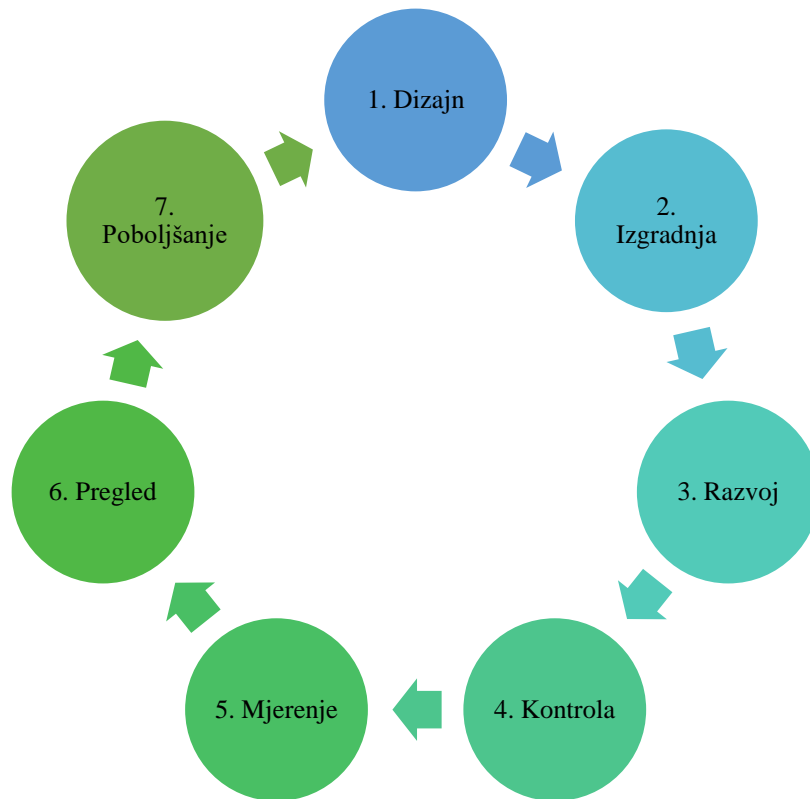 1. Dizajn
2.
Izgradnja
3. Razvoj
4. Kontrola
5. Mjerenje
6. Pregled
7.
Poboljšanje